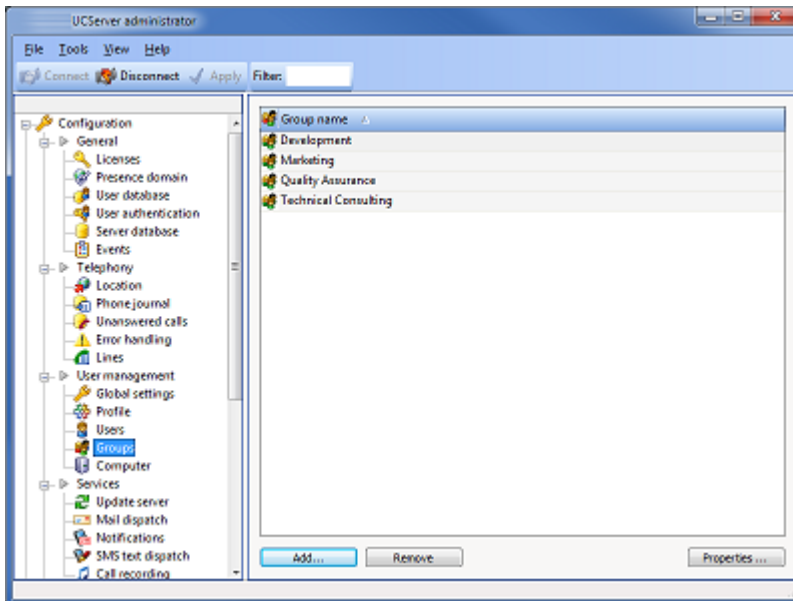 UCServer administrator
File Tools View Help
Connect Disconnect Apply Filter:
Configuration
General
Licenses
Presence domain
User database
User authentication
Server database
Events
Telephony
Location
Phone journal
Unanswered calls
Error handling
Lines
User management
Global settings
Profile
Users
Groups
Computer
Services
Update server
Mail dispatch
Notifications
SMS text dispatch
Call recording
Group name
Development
Marketing
Quality Assurance
Technical Consulting
Add... Remove Properties ...